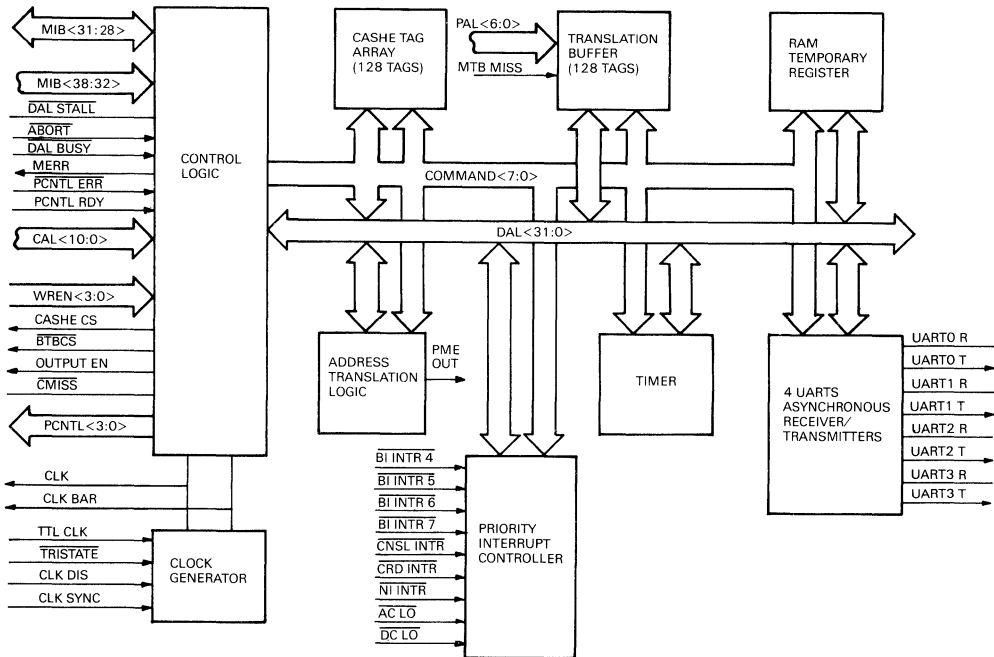 MIB<31:28>
MIB<38:32>
DAL STALL
ABORT
DAL BUSY
MERR
PCNTL ERR
PCNTL RDY
CAL<10:0>
WREN<3:0>
CASHE CS
BTBCS
OUTPUT EN
CMISS
PCNTL<3:0>
CLK
CLK BAR
TTL CLK
TRISTATE
CLK DIS
CLK SYNC
CONTROL
LOGIC
CLOCK
GENERATOR
CASHE TAG
ARRAY
(128 TAGS)
PAL<6:0>
MTB MISS
TRANSLATION
BUFFER
(128 TAGS)
RAM
TEMPORARY
REGISTER
COMMAND<7:0>
DAL<31:0>
ADDRESS
TRANSLATION
LOGIC
PME
OUT
TIMER
4 UARTS
ASYNCHRONOUS
RECEIVER/
TRANSMITTERS
UART0 R
UART0 T
UART1 R
UART1 T
UART2 R
UART2 T
UART3 R
UART3 T
BI INTR 4
BI INTR 5
BI INTR 6
BI INTR 7
CNSL INTR
CRD INTR
NI INTR
AC LO
DC LO
PRIORITY
INTERRUPT
CONTROLLER